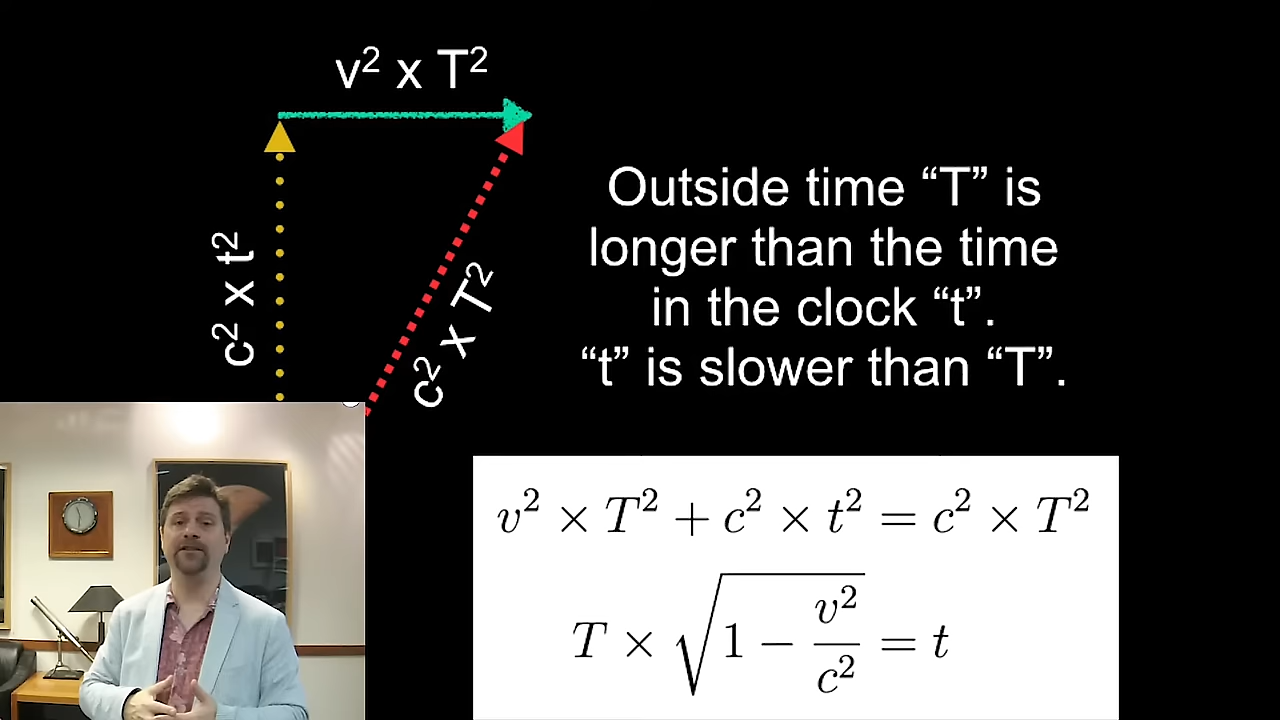 v² x T²
c² x t²
c² x T²
Outside time “T” is
longer than the time
in the clock “t”.
“t” is slower than “T”.
v² × T² + c² × t² = c² × T²
T × √(1 − v²/c²) = t